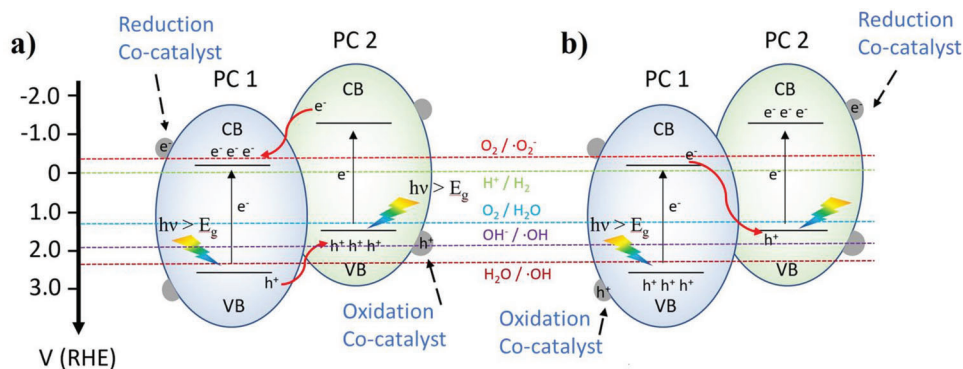 a)
Reduction
Co-catalyst
PC 1
PC 2
-2.0
-1.0
0
1.0
2.0
3.0
V (RHE)
CB
e⁻
e⁻ e⁻ e⁻
e⁻
hν > E_g
h⁺
VB
CB
e⁻
e⁻
hν > E_g
h⁺ h⁺ h⁺
h⁺
VB
Oxidation
Co-catalyst
O₂ / ·O₂⁻
H⁺ / H₂
O₂ / H₂O
OH⁻ / ·OH
H₂O / ·OH
b)
PC 1
PC 2
Reduction
Co-catalyst
CB
e⁻
e⁻
hν > E_g
h⁺ h⁺ h⁺
h⁺
VB
CB
e⁻ e⁻ e⁻
e⁻
e⁻
h⁺
VB
Oxidation
Co-catalyst